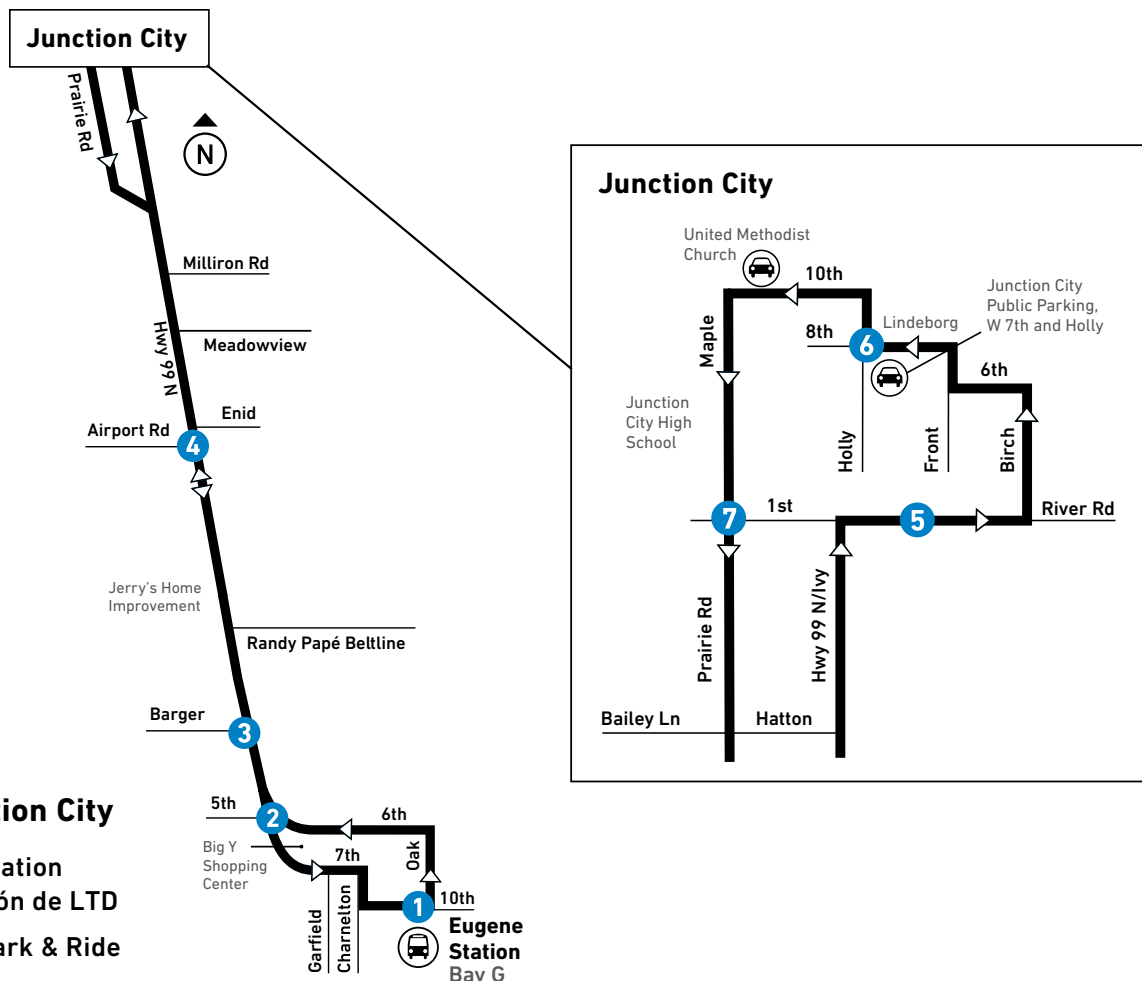 Junction City
Prairie Rd
N
Milliron Rd
Hwy 99 N
Meadowview
Enid
Airport Rd
4
Jerry's Home
Improvement
Randy Papé Beltline
Barger
3
5th
2
6th
Big Y
Shopping
Center
7th
Oak
1
10th
Garfield
Charnelton
Eugene
Station
Bay G
tion City
ation
ón de LTD
ark & Ride
Junction City
United Methodist
Church
10th
Junction City
Public Parking,
W 7th and Holly
Maple
8th
6
Lindeborg
6th
Junction
City High
School
Holly
Front
Birch
7
1st
5
River Rd
Prairie Rd
Hwy 99 N/Ivy
Bailey Ln
Hatton